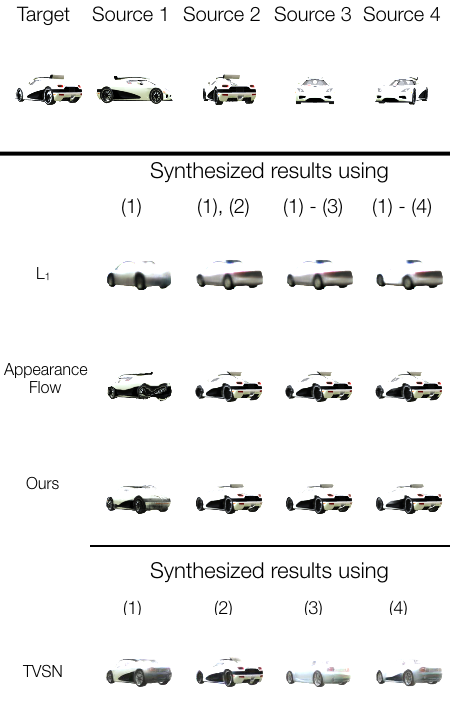 Target Source 1 Source 2 Source 3 Source 4
Synthesized results using
(1) (1), (2) (1) - (3) (1) - (4)
L₁
Appearance
Flow
Ours
Synthesized results using
(1) (2) (3) (4)
TVSN